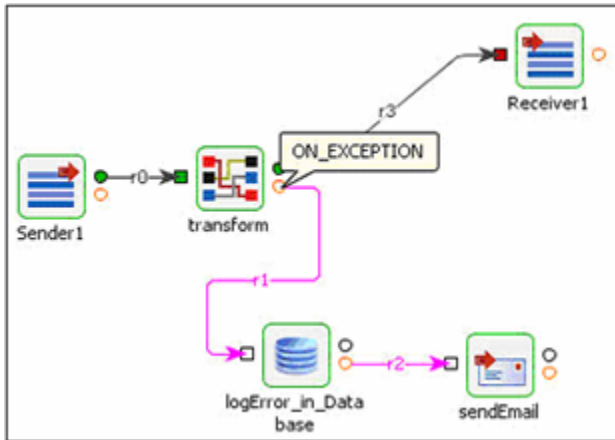 Receiver1
r3
ON_EXCEPTION
r0
Sender1
transform
r1
r2
logError_in_Data
base
sendEmail